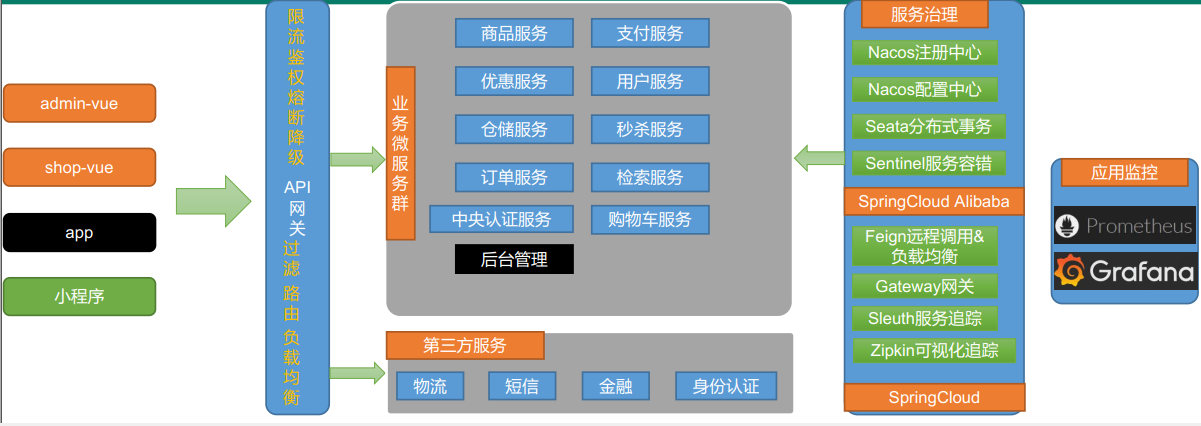 admin-vue
shop-vue
app
小程序
限流鉴权熔断降级
API
网
关
过滤
路由
负载均衡
业务微服务群
商品服务
支付服务
优惠服务
用户服务
仓储服务
秒杀服务
订单服务
检索服务
中央认证服务
购物车服务
后台管理
第三方服务
物流
短信
金融
身份认证
服务治理
Nacos注册中心
Nacos配置中心
Seata分布式事务
Sentinel服务容错
SpringCloud Alibaba
Feign远程调用&
负载均衡
Gateway网关
Sleuth服务追踪
Zipkin可视化追踪
SpringCloud
应用监控
Prometheus
Grafana